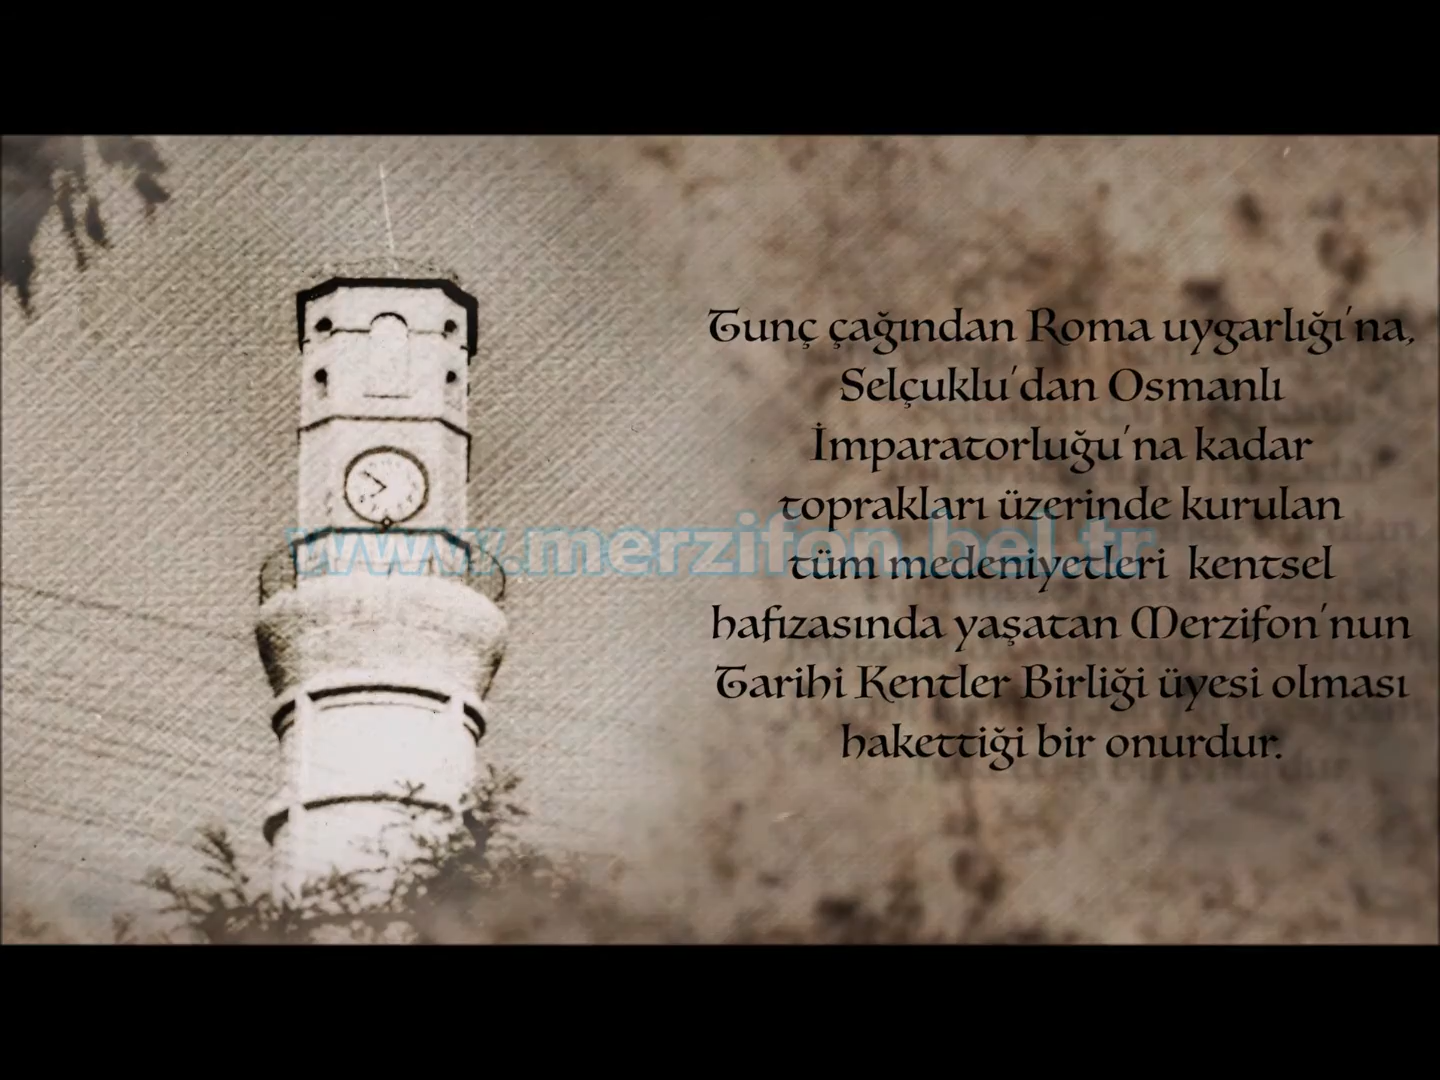 Tunç çağından Roma uygarlığı'na,
Selçuklu'dan Osmanlı
İmparatorluğu'na kadar
toprakları üzerinde kurulan
www.merzifon.bel.tr
tüm medeniyetleri kentsel
hafızasında yaşatan Merzifon'nun
Tarihi Kentler Birliği üyesi olması
hakettiği bir onurdur.